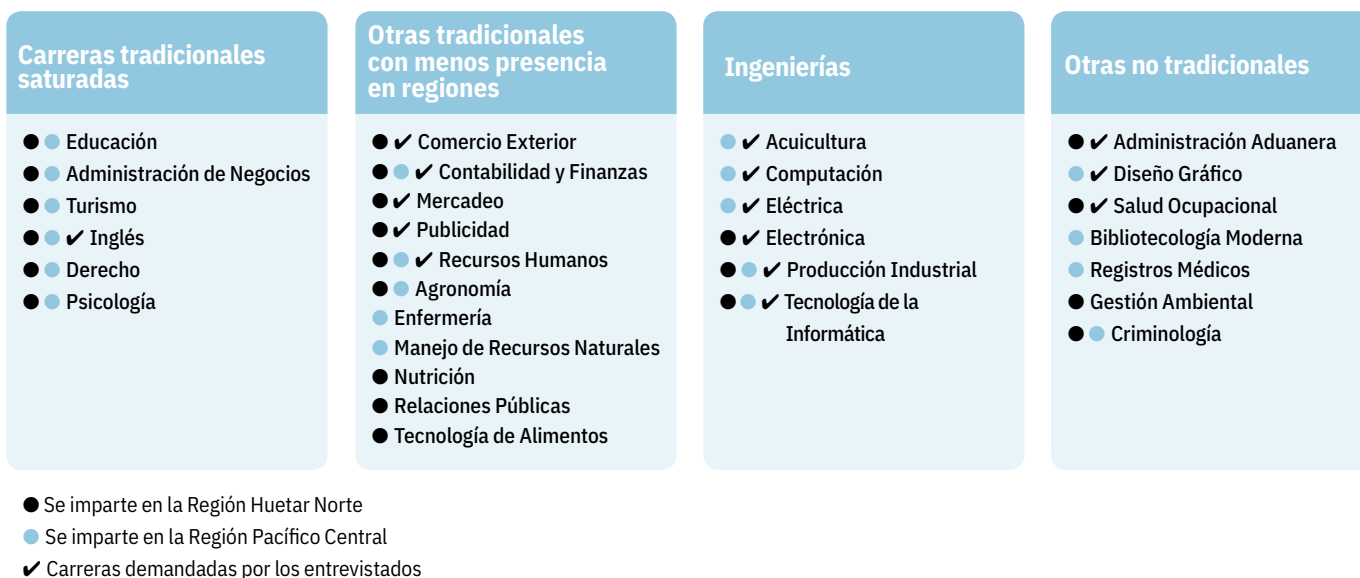 Carreras tradicionales
saturadas
● ● Educación
● ● Administración de Negocios
● ● Turismo
● ● ✔ Inglés
● ● Derecho
● ● Psicología
Otras tradicionales
con menos presencia
en regiones
● ✔ Comercio Exterior
● ● ✔ Contabilidad y Finanzas
● ✔ Mercadeo
● ✔ Publicidad
● ● ✔ Recursos Humanos
● ● Agronomía
● Enfermería
● Manejo de Recursos Naturales
● Nutrición
● Relaciones Públicas
● Tecnología de Alimentos
Ingenierías
● ✔ Acuicultura
● ✔ Computación
● ✔ Eléctrica
● ✔ Electrónica
● ● ✔ Producción Industrial
● ● ✔ Tecnología de la
Informática
Otras no tradicionales
● ✔ Administración Aduanera
● ✔ Diseño Gráfico
● ✔ Salud Ocupacional
● Bibliotecología Moderna
● Registros Médicos
● Gestión Ambiental
● ● Criminología
● Se imparte en la Región Huetar Norte
● Se imparte en la Región Pacífico Central
✔ Carreras demandadas por los entrevistados